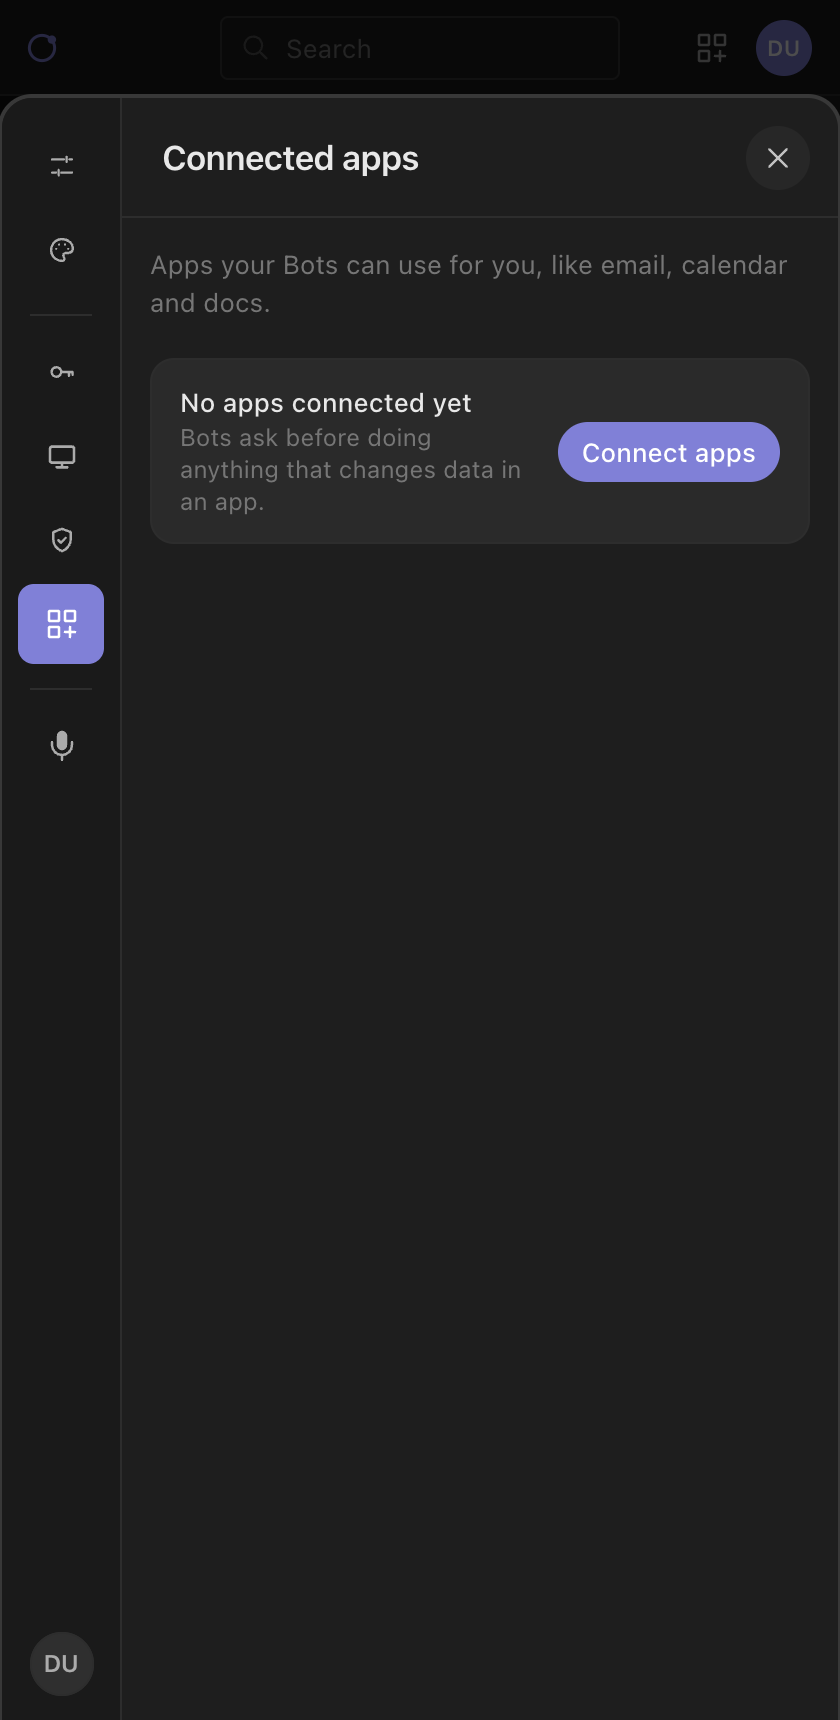 Search
DU
Connected apps
Apps your Bots can use for you, like email, calendar
and docs.
No apps connected yet
Bots ask before doing
anything that changes data in
an app.
Connect apps
DU